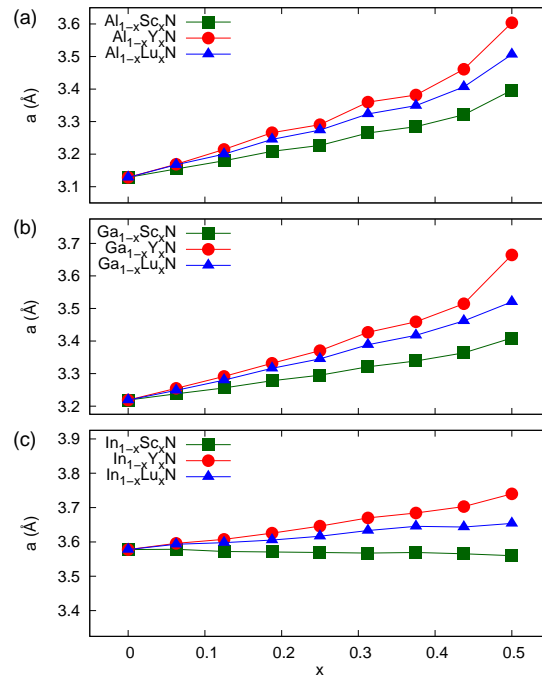 (a)
Al₁₋ₓScₓN
Al₁₋ₓYₓN
Al₁₋ₓLuₓN
a (Å)
3.6
3.5
3.4
3.3
3.2
3.1
(b)
Ga₁₋ₓScₓN
Ga₁₋ₓYₓN
Ga₁₋ₓLuₓN
a (Å)
3.7
3.6
3.5
3.4
3.3
3.2
(c)
In₁₋ₓScₓN
In₁₋ₓYₓN
In₁₋ₓLuₓN
a (Å)
3.9
3.8
3.7
3.6
3.5
3.4
0 0.1 0.2 0.3 0.4 0.5
x